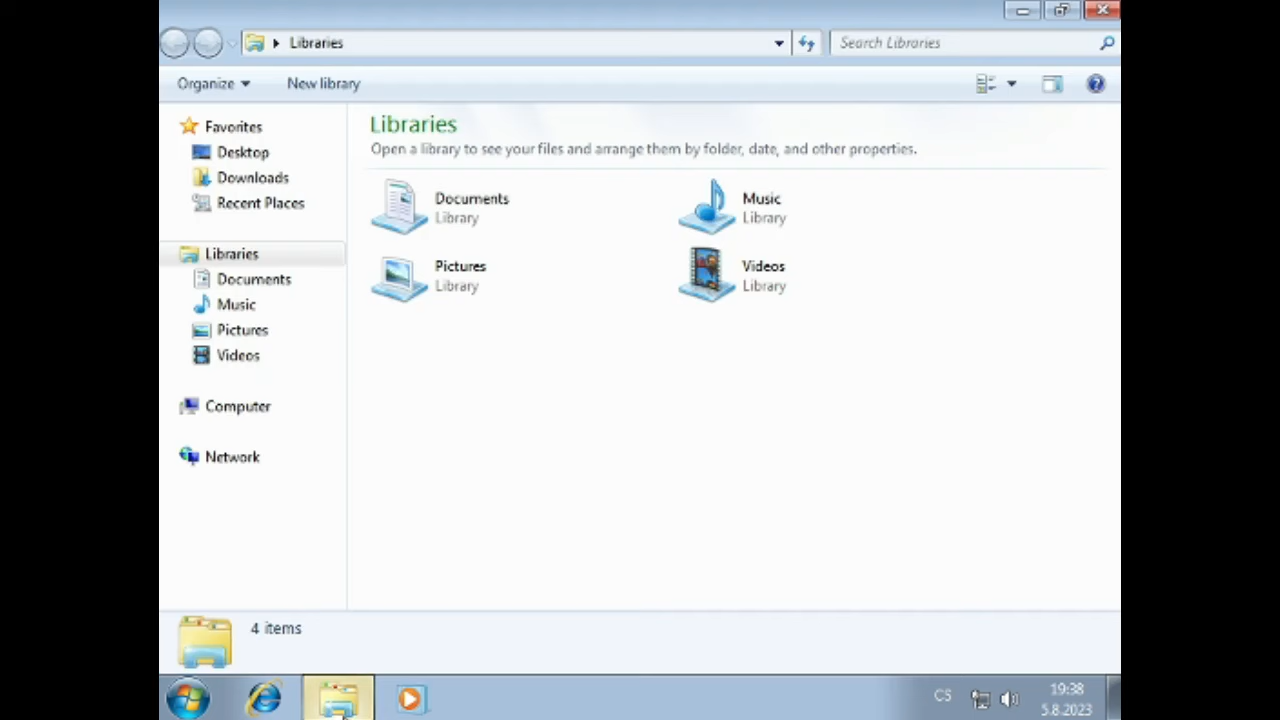 Libraries
Search Libraries
Organize
New library
Favorites
Desktop
Downloads
Recent Places
Libraries
Documents
Music
Pictures
Videos
Computer
Network
Libraries
Open a library to see your files and arrange them by folder, date, and other properties.
Documents
Library
Music
Library
Pictures
Library
Videos
Library
4 items
CS
19:38
5.8.2023